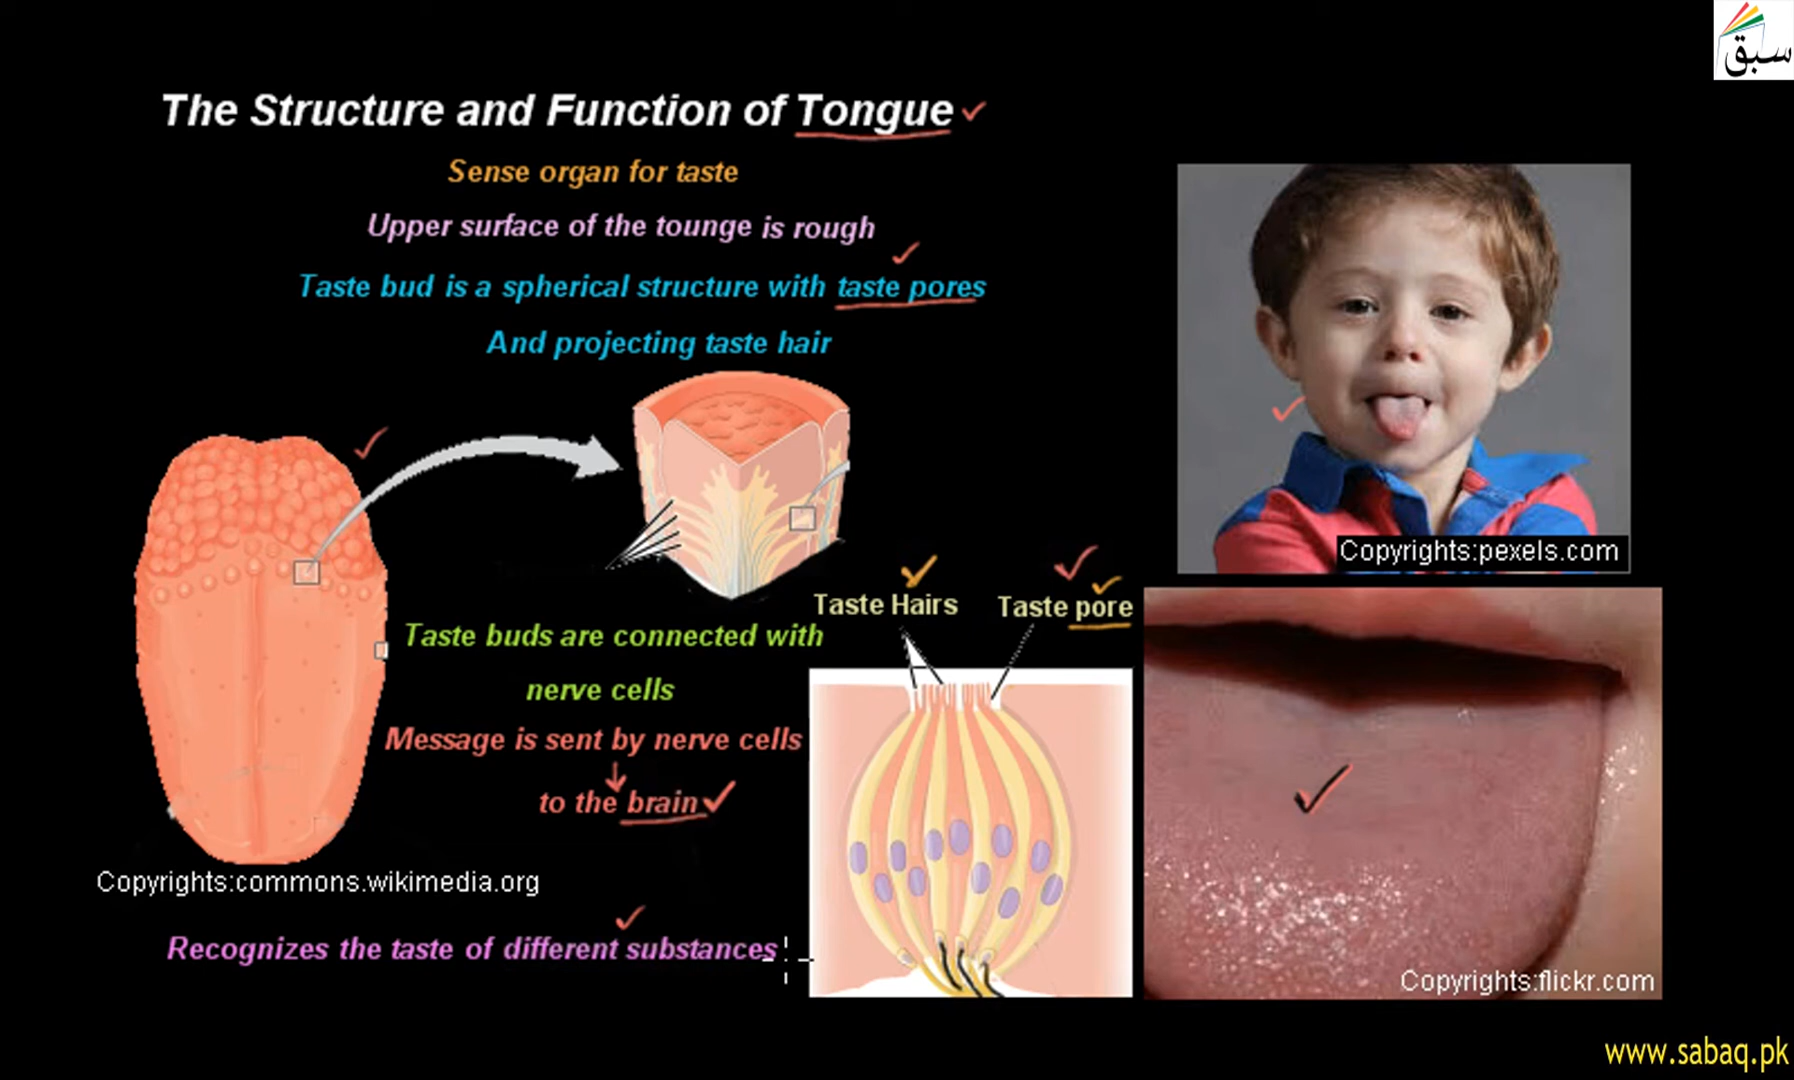 سبق
The Structure and Function of Tongue
Sense organ for taste
Upper surface of the tounge is rough
Taste bud is a spherical structure with taste pores
And projecting taste hair
Copyrights:pexels.com
Taste Hairs
Taste pore
Taste buds are connected with
nerve cells
Message is sent by nerve cells
to the brain
Copyrights:commons.wikimedia.org
Recognizes the taste of different substances
Copyrights:flickr.com
www.sabaq.pk